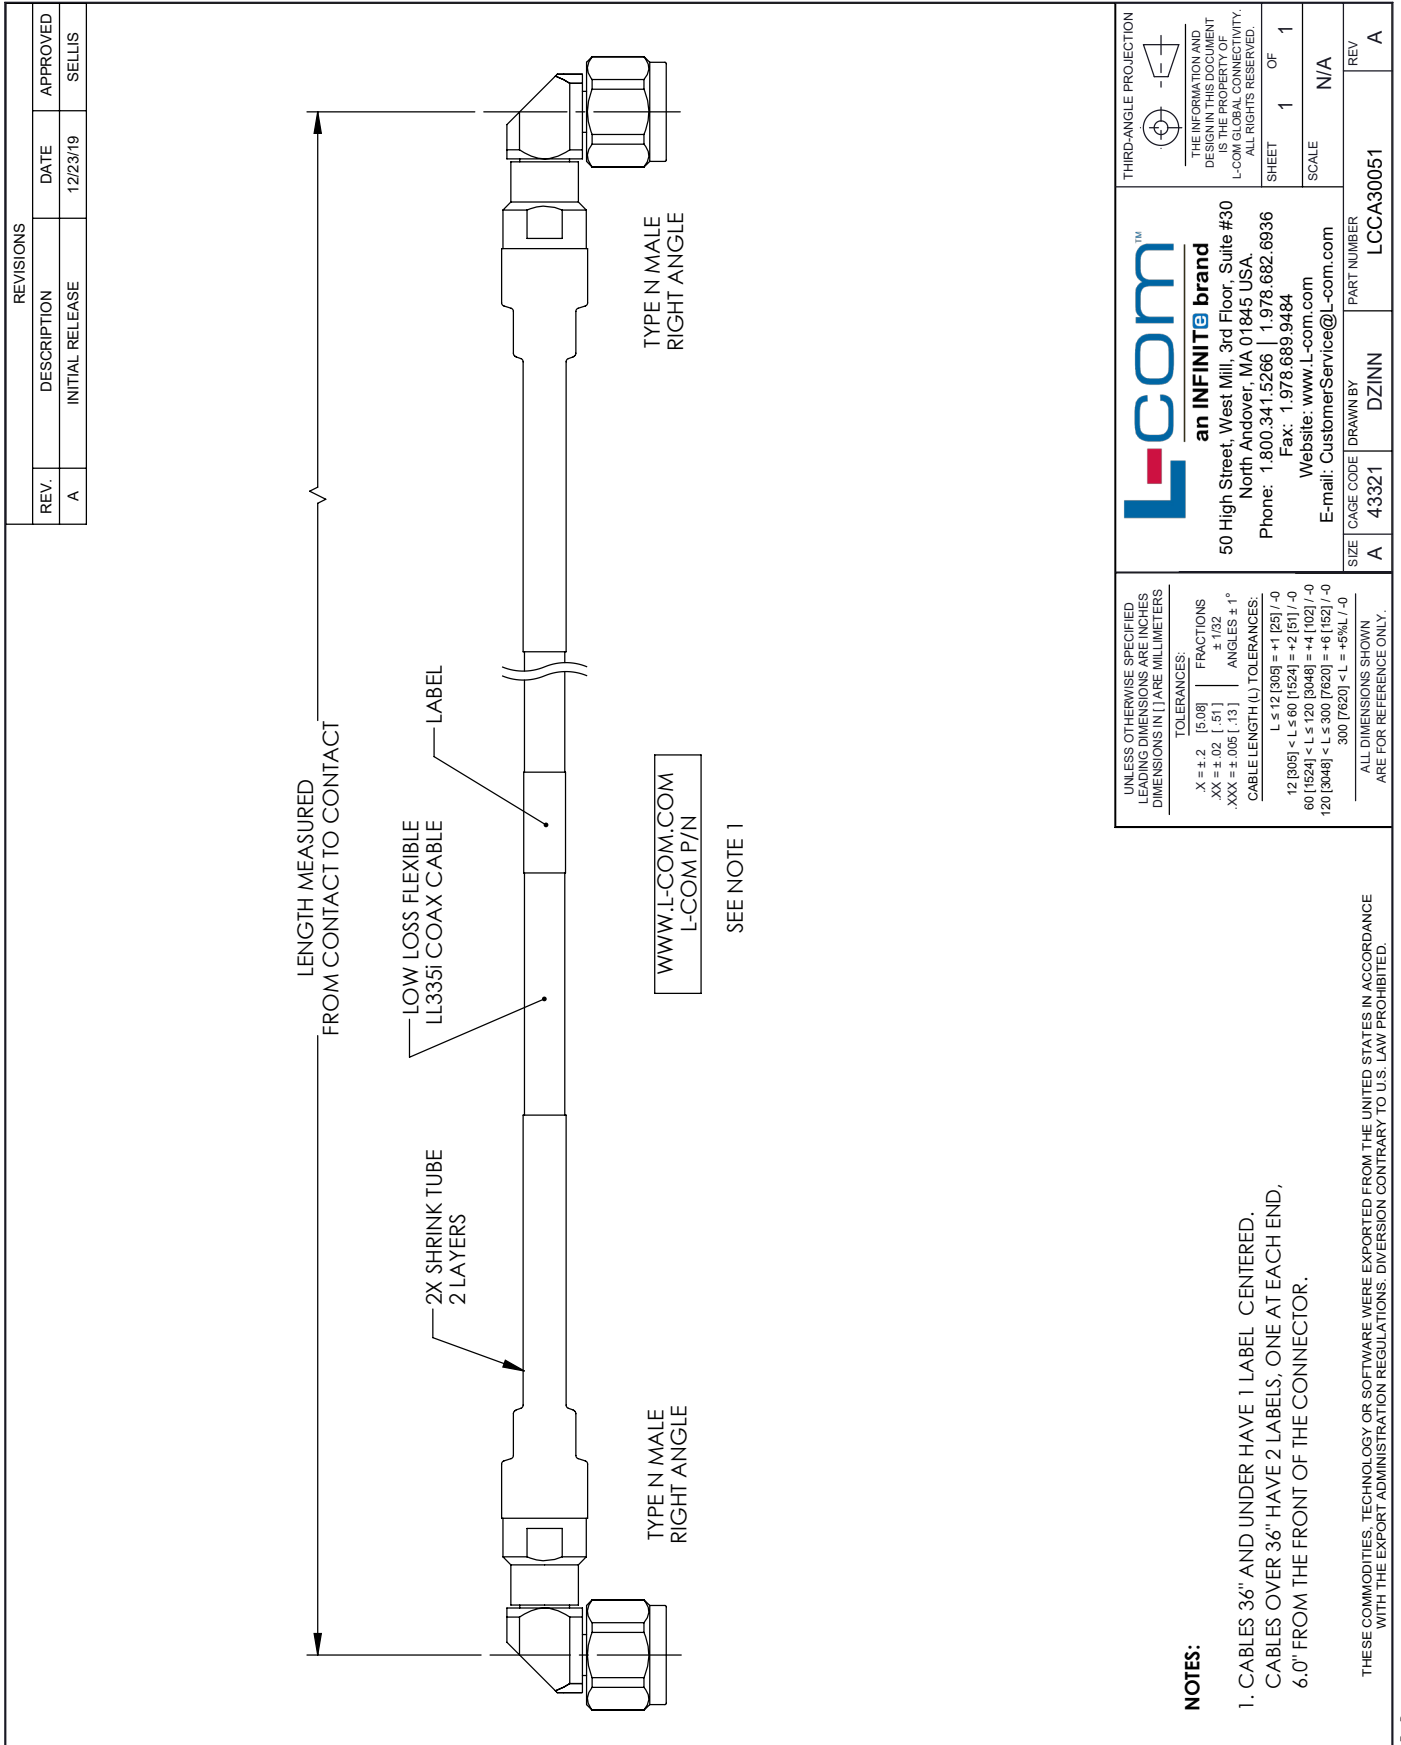 REVISIONS
REV. DESCRIPTION DATE APPROVED
A INITIAL RELEASE 12/23/19 SELLIS
LENGTH MEASURED
FROM CONTACT TO CONTACT
LOW LOSS FLEXIBLE
LL335i COAX CABLE
LABEL
2X SHRINK TUBE
2 LAYERS
TYPE N MALE
RIGHT ANGLE
WWW.L-COM.COM
L-COM P/N
SEE NOTE 1
TYPE N MALE
RIGHT ANGLE
NOTES:
1. CABLES 36" AND UNDER HAVE 1 LABEL CENTERED.
CABLES OVER 36" HAVE 2 LABELS, ONE AT EACH END,
6.0" FROM THE FRONT OF THE CONNECTOR.
THESE COMMODITIES, TECHNOLOGY OR SOFTWARE WERE EXPORTED FROM THE UNITED STATES IN ACCORDANCE
WITH THE EXPORT ADMINISTRATION REGULATIONS. DIVERSION CONTRARY TO U.S. LAW PROHIBITED.
UNLESS OTHERWISE SPECIFIED
LEADING DIMENSIONS ARE INCHES
DIMENSIONS IN [ ] ARE MILLIMETERS
TOLERANCES:
.X = ±.2 [5.08] FRACTIONS
.XX = ±.02 [ .51 ] ± 1/32
.XXX = ±.005 [ .13 ] ANGLES ± 1°
CABLE LENGTH (L) TOLERANCES:
L ≤ 12 [305] = +1 [25] / -0
12 [305] < L ≤ 60 [1524] = +2 [51] / -0
60 [1524] < L ≤ 120 [3048] = +4 [102] / -0
120 [3048] < L ≤ 300 [7620] = +6 [152] / -0
300 [7620] < L = +5%L / -0
ALL DIMENSIONS SHOWN
ARE FOR REFERENCE ONLY.
L-com™
an INFINITe brand
50 High Street, West Mill, 3rd Floor, Suite #30
North Andover, MA 01845 USA.
Phone: 1.800.341.5266 | 1.978.682.6936
Fax: 1.978.689.9484
Website: www.L-com.com
E-mail: CustomerService@L-com.com
THIRD-ANGLE PROJECTION
THE INFORMATION AND
DESIGN IN THIS DOCUMENT
IS THE PROPERTY OF
L-COM GLOBAL CONNECTIVITY.
ALL RIGHTS RESERVED.
SHEET 1 OF 1
SCALE N/A
SIZE A
CAGE CODE 43321
DRAWN BY DZINN
PART NUMBER LCCA30051
REV A